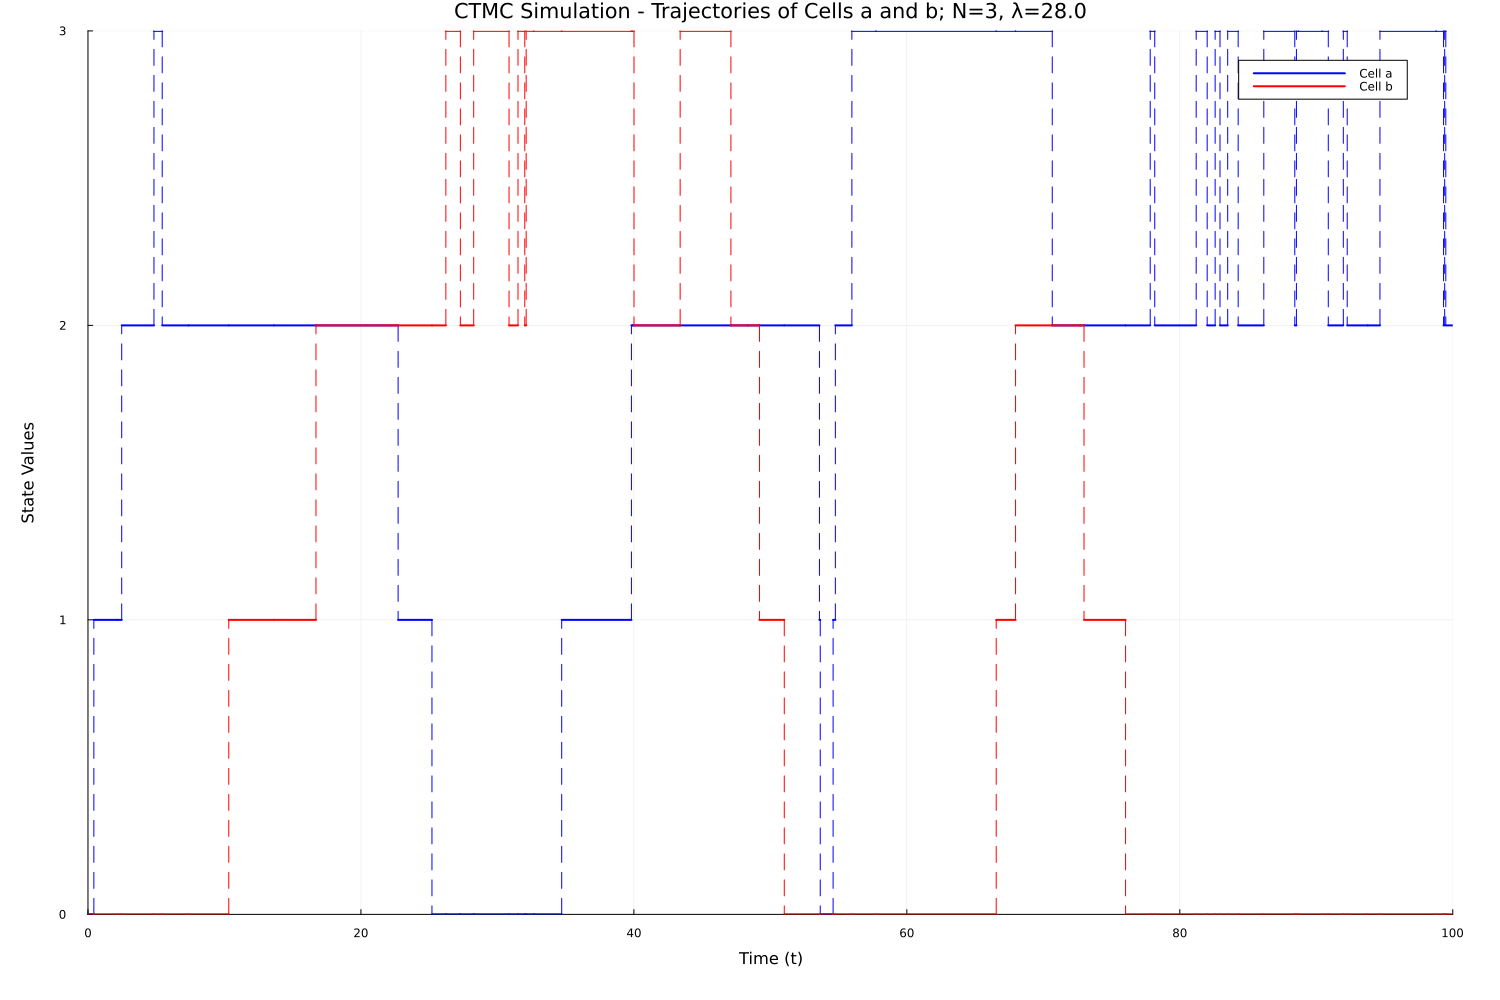 CTMC Simulation - Trajectories of Cells a and b; N=3, λ=28.0
3
Cell a
Cell b
2
State Values
1
0
0 20 40 60 80 100
Time (t)